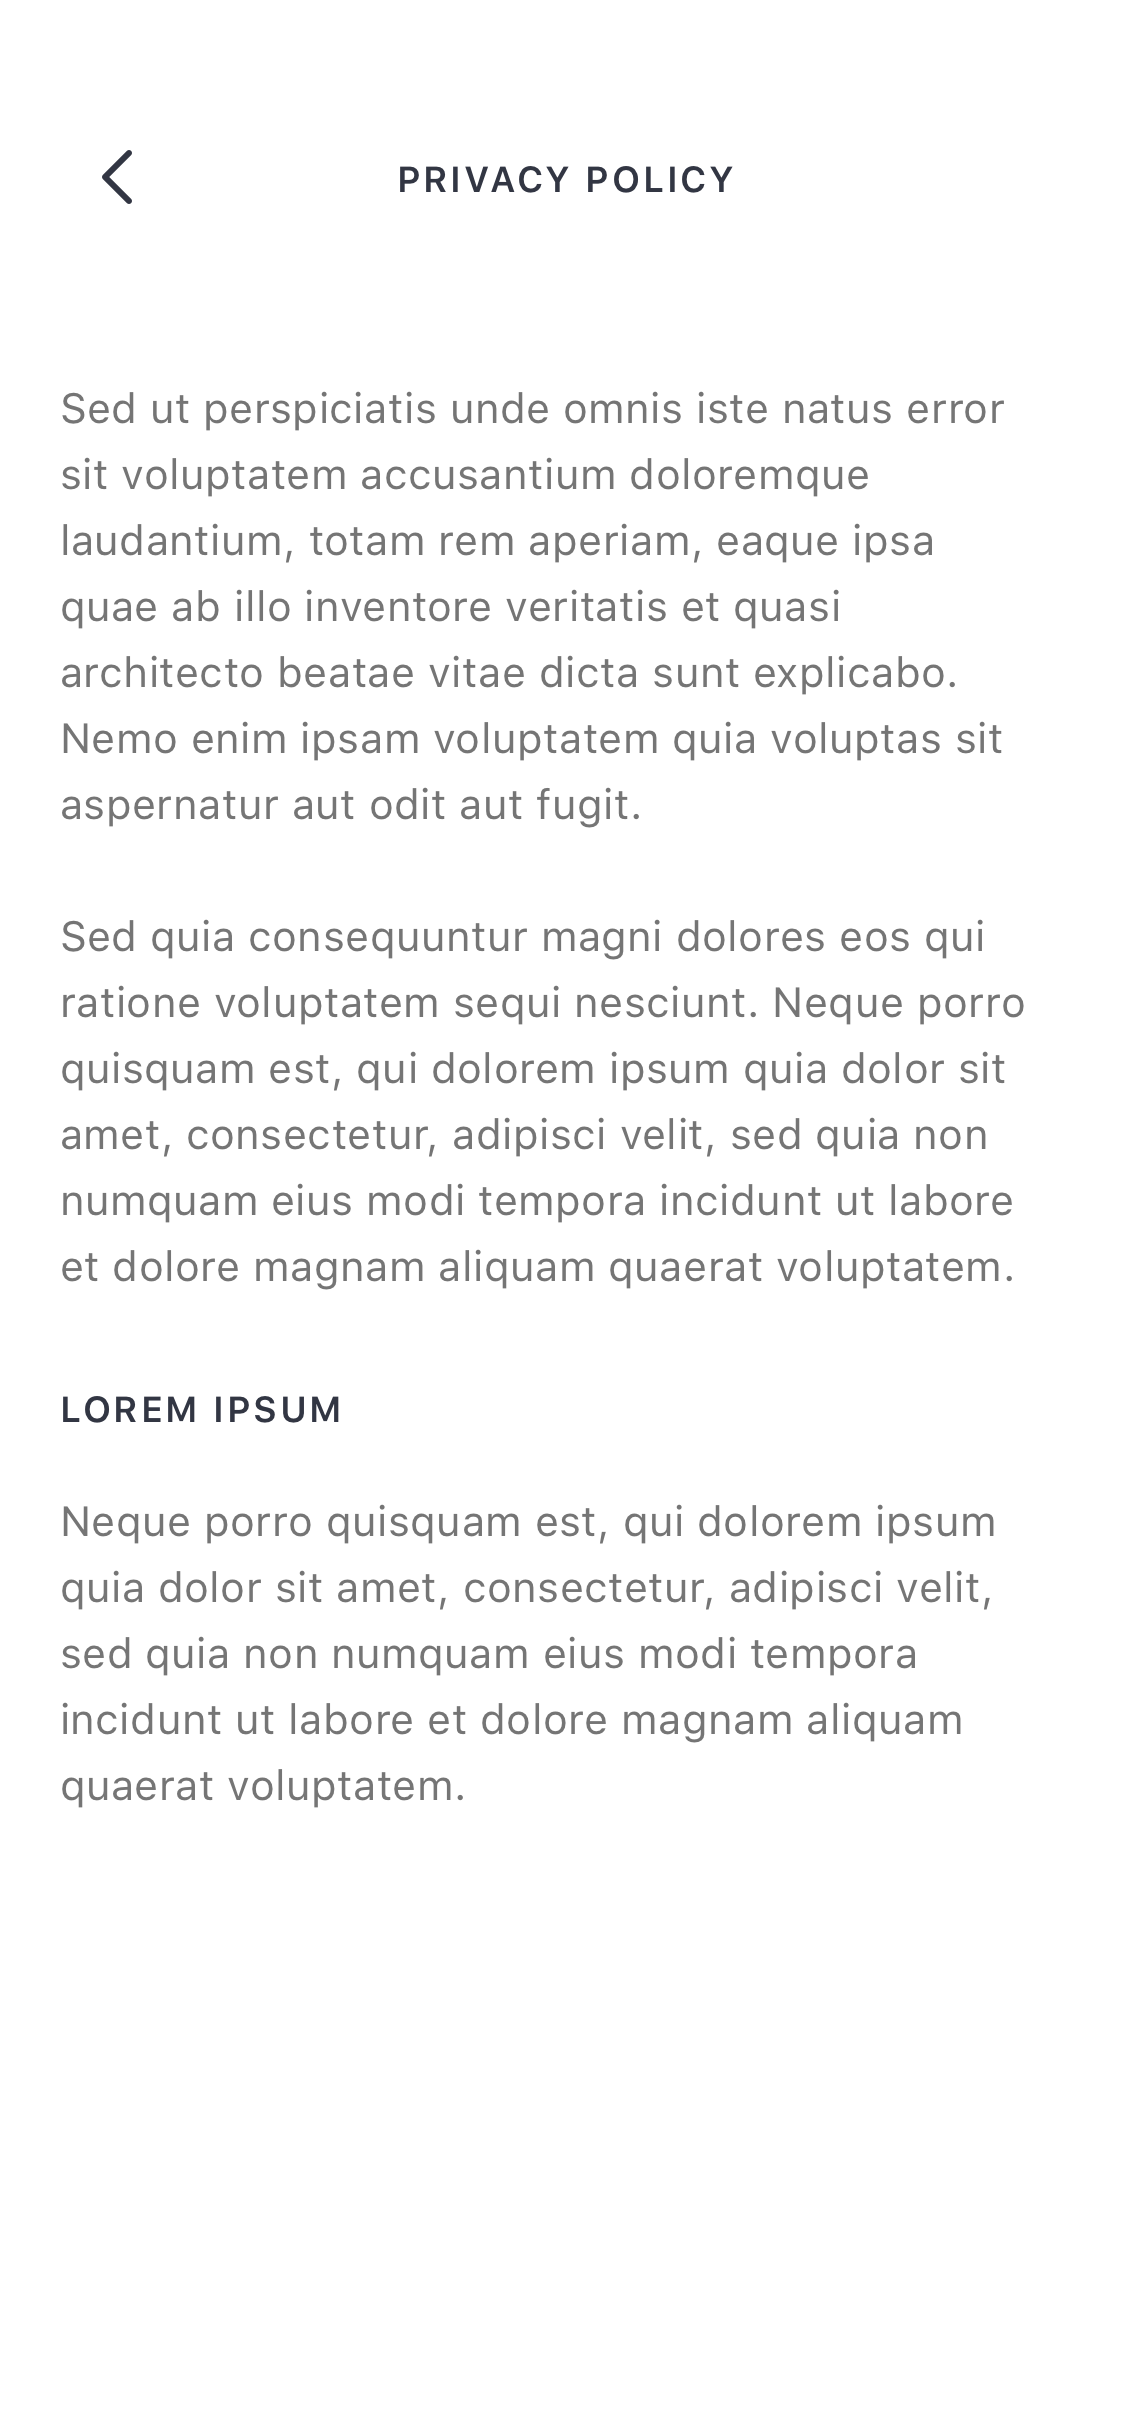 PRIVACY POLICY
Sed ut perspiciatis unde omnis iste natus error
sit voluptatem accusantium doloremque
laudantium, totam rem aperiam, eaque ipsa
quae ab illo inventore veritatis et quasi
architecto beatae vitae dicta sunt explicabo.
Nemo enim ipsam voluptatem quia voluptas sit
aspernatur aut odit aut fugit.
Sed quia consequuntur magni dolores eos qui
ratione voluptatem sequi nesciunt. Neque porro
quisquam est, qui dolorem ipsum quia dolor sit
amet, consectetur, adipisci velit, sed quia non
numquam eius modi tempora incidunt ut labore
et dolore magnam aliquam quaerat voluptatem.
LOREM IPSUM
Neque porro quisquam est, qui dolorem ipsum
quia dolor sit amet, consectetur, adipisci velit,
sed quia non numquam eius modi tempora
incidunt ut labore et dolore magnam aliquam
quaerat voluptatem.